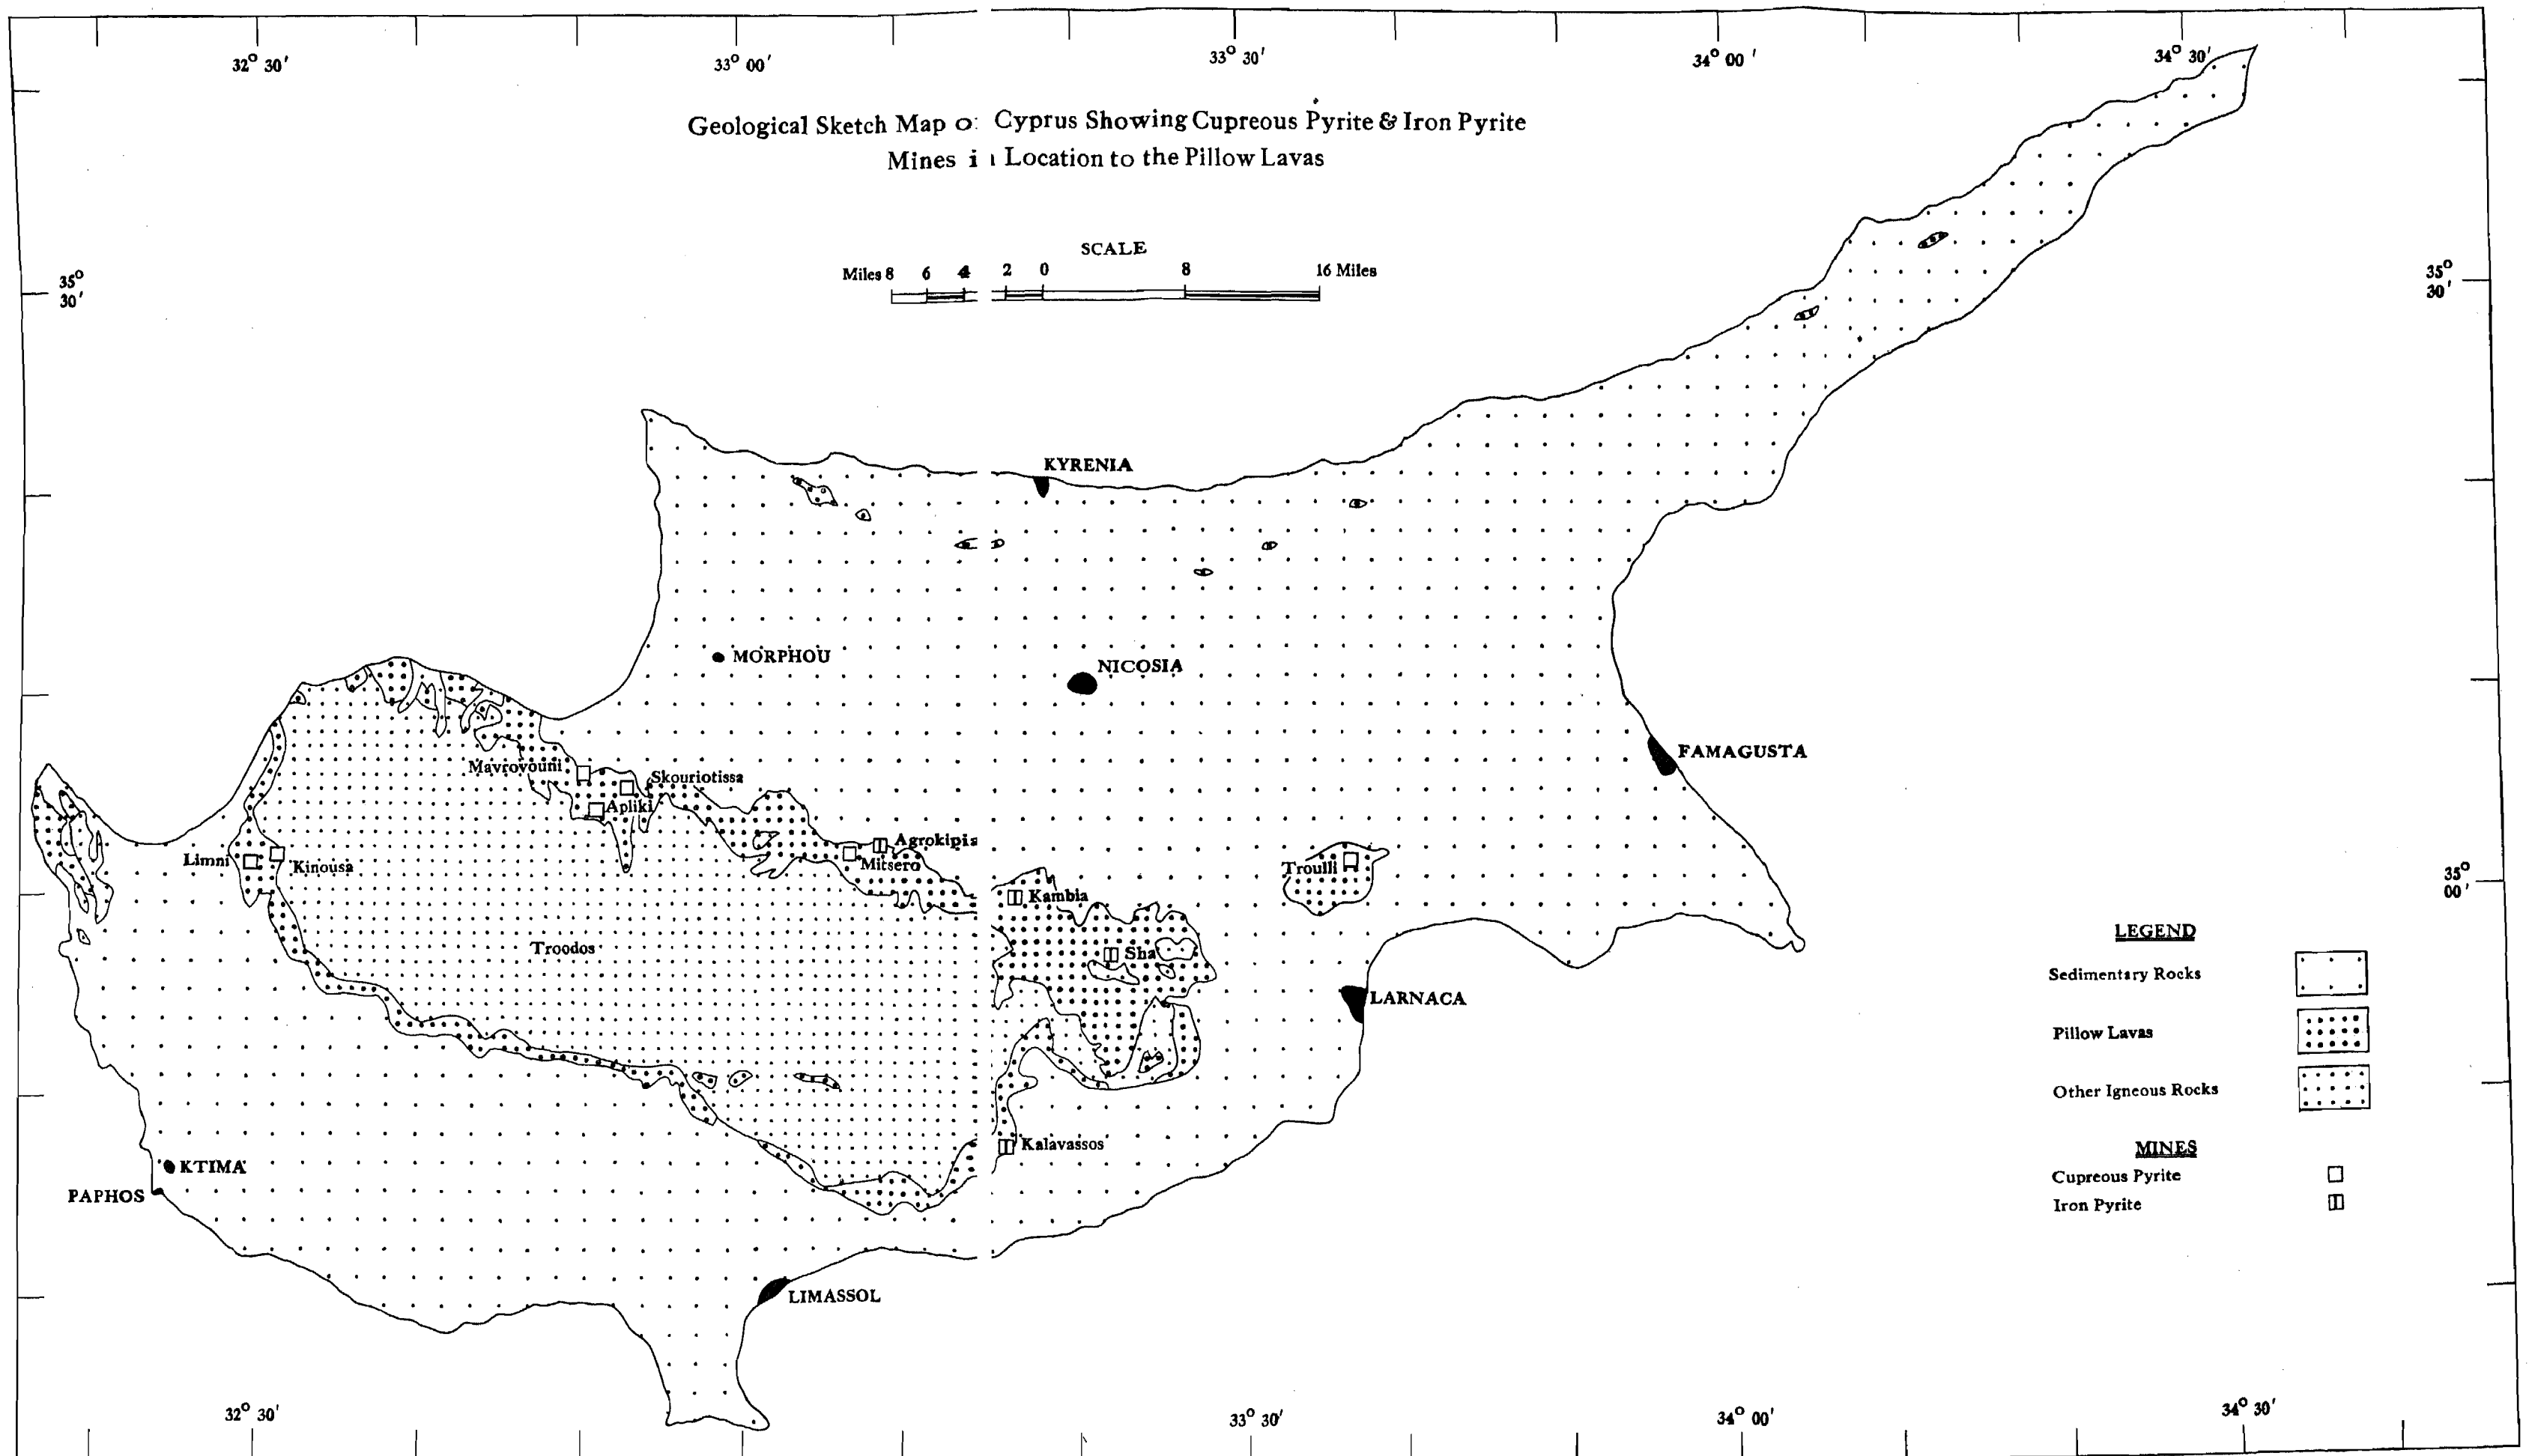 32° 30′
33° 00′
33° 30′
34° 00′
34° 30′
Geological Sketch Map o: Cyprus Showing Cupreous Pyrite & Iron Pyrite
Mines i Location to the Pillow Lavas
SCALE
Miles 8 6 4 2 0 8 16 Miles
35° 30′
35° 30′
KYRENIA
MORPHOU
NICOSIA
FAMAGUSTA
Mavrovouni
Skouriotissa
Apliki
Agrokipia
Mitsero
Limni
Kinousa
Troulli
Kambia
35° 00′
Troodos
Sha
LARNACA
LEGEND
Sedimentary Rocks
Pillow Lavas
Other Igneous Rocks
Kalavassos
MINES
Cupreous Pyrite
Iron Pyrite
KTIMA
PAPHOS
LIMASSOL
32° 30′
33° 30′
34° 00′
34° 30′